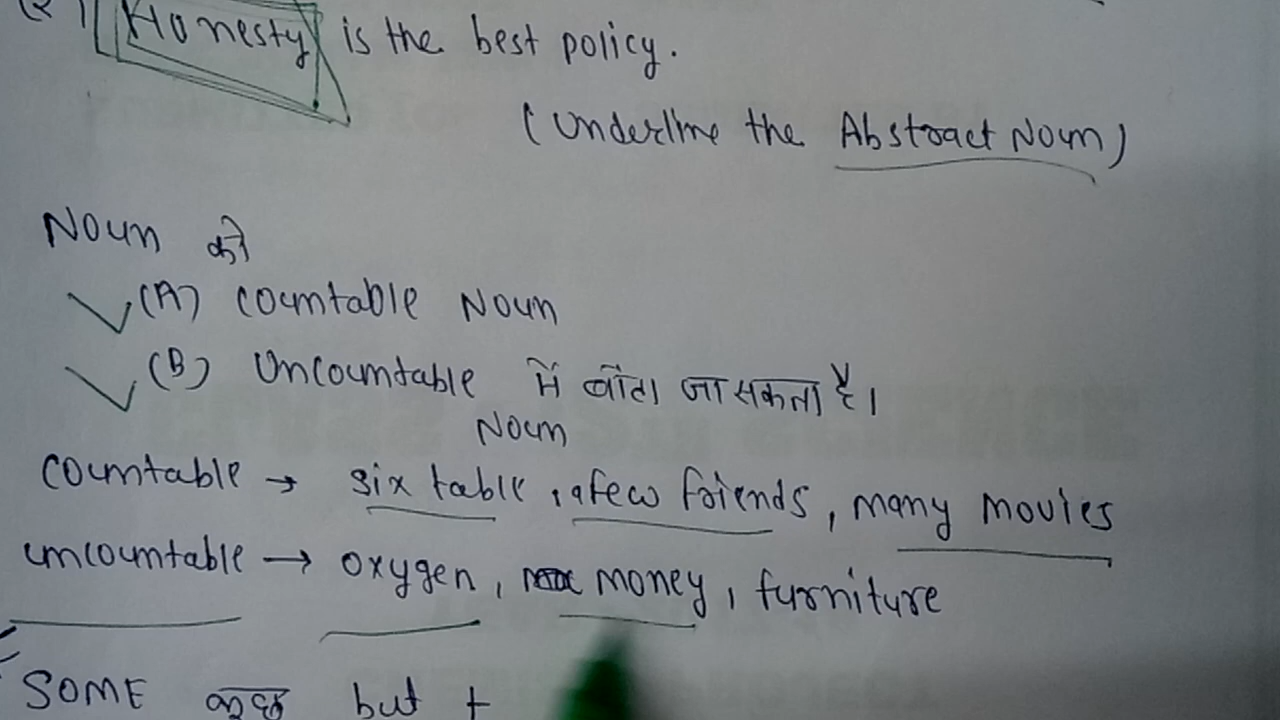 Honesty is the best policy.
(Underline the Abstract Noun)
Noun को
(A) Countable Noun
(B) Uncountable में बाँटा जा सकता है।
Noun
Countable → six table, a few friends, many movies
uncountable → oxygen, money, furniture
SOME कुछ but